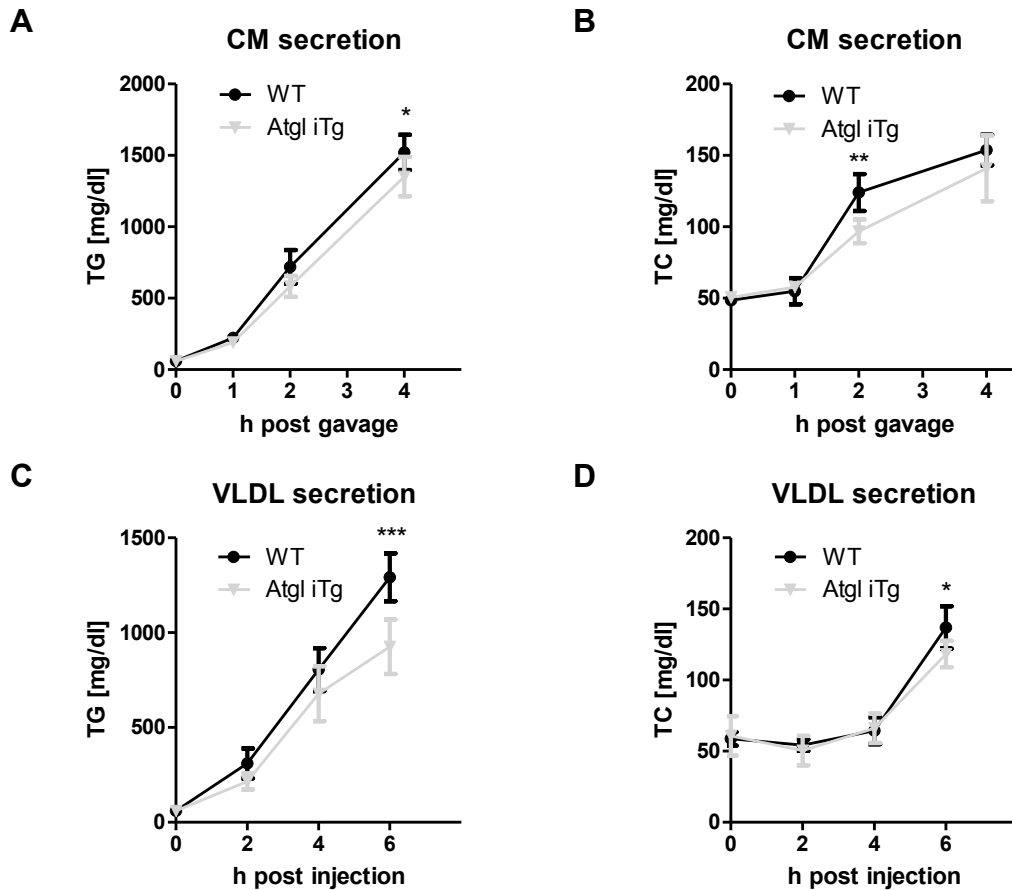 A
CM secretion
WT
Atgl iTg
*
TG [mg/dl]
2000
1500
1000
500
0
0 1 2 3 4
h post gavage
B
CM secretion
WT
Atgl iTg
**
TC [mg/dl]
200
150
100
50
0
0 1 2 3 4
h post gavage
C
VLDL secretion
WT
Atgl iTg
***
TG [mg/dl]
1500
1000
500
0
0 2 4 6
h post injection
D
VLDL secretion
WT
Atgl iTg
*
TC [mg/dl]
200
150
100
50
0
0 2 4 6
h post injection